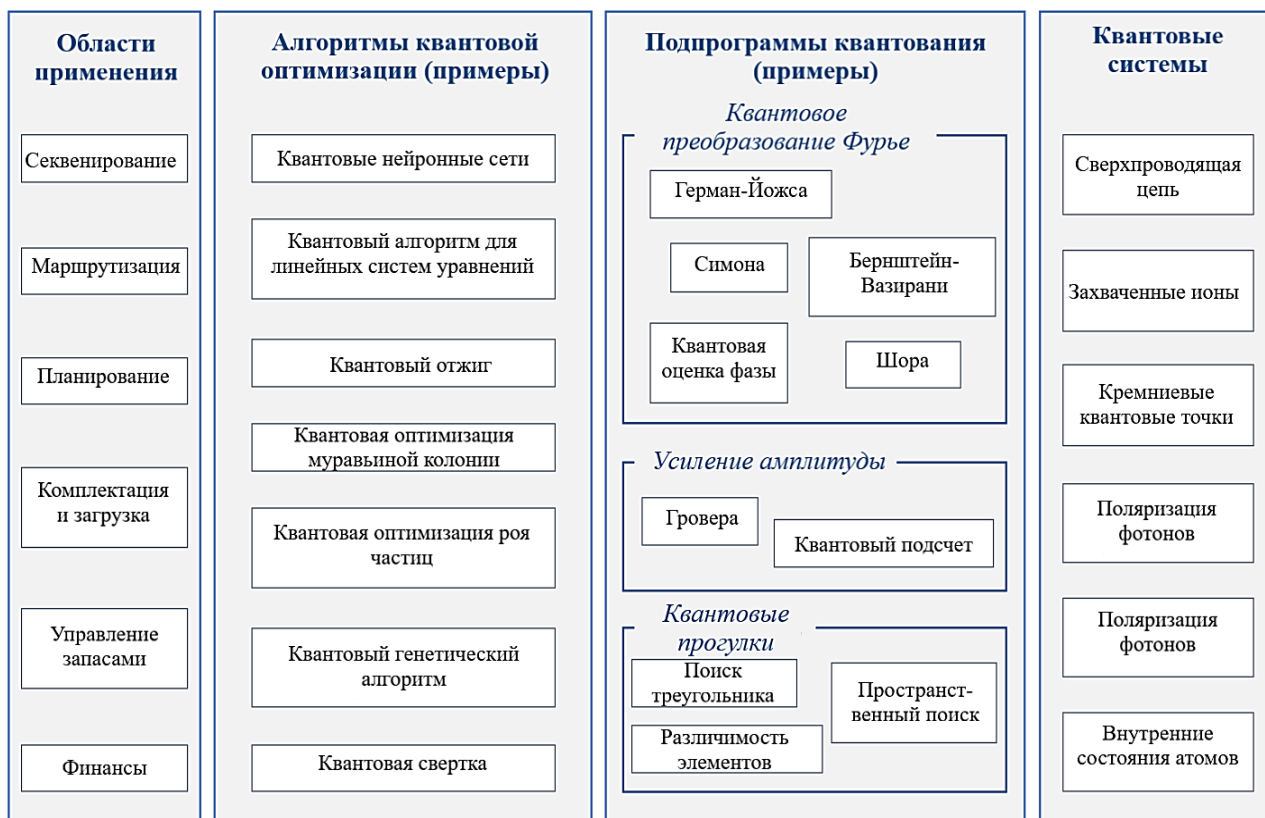 Области
применения
Секвенирование
Маршрутизация
Планирование
Комплектация
и загрузка
Управление
запасами
Финансы
Алгоритмы квантовой
оптимизации (примеры)
Квантовые нейронные сети
Квантовый алгоритм для
линейных систем уравнений
Квантовый отжиг
Квантовая оптимизация
муравьиной колонии
Квантовая оптимизация роя
частиц
Квантовый генетический
алгоритм
Квантовая свертка
Подпрограммы квантования
(примеры)
Квантовое
преобразование Фурье
Герман-Йожса
Симона
Бернштейн-
Вазирани
Квантовая
оценка фазы
Шора
Усиление амплитуды
Гровера
Квантовый подсчет
Квантовые
прогулки
Поиск
треугольника
Пространст-
венный поиск
Различимость
элементов
Квантовые
системы
Сверхпроводящая
цепь
Захваченные ионы
Кремниевые
квантовые точки
Поляризация
фотонов
Поляризация
фотонов
Внутренние
состояния атомов